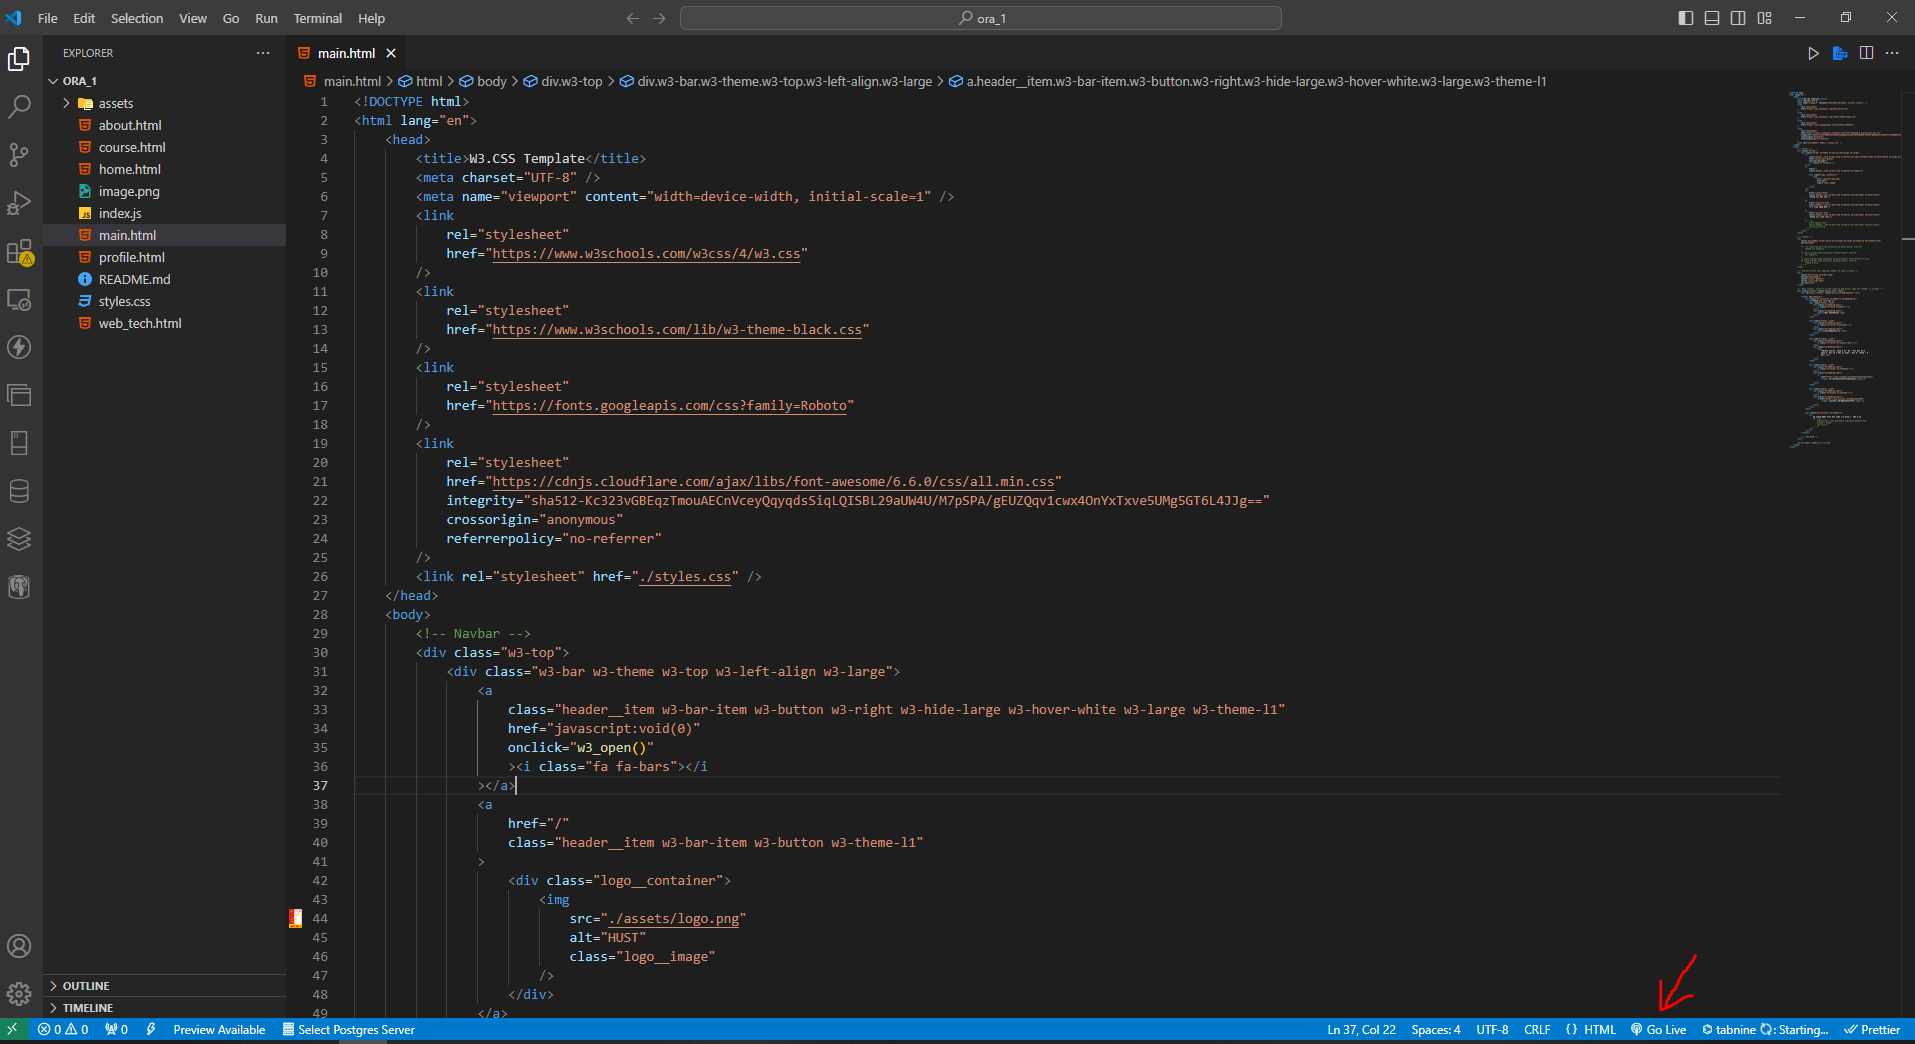 File Edit Selection View Go Run Terminal Help
ora_1
EXPLORER
main.html
ORA_1
assets
about.html
course.html
home.html
image.png
index.js
main.html
profile.html
README.md
styles.css
web_tech.html
OUTLINE
TIMELINE
main.html > html > body > div.w3-top > div.w3-bar.w3-theme.w3-top.w3-left-align.w3-large > a.header__item.w3-bar-item.w3-button.w3-right.w3-hide-large.w3-hover-white.w3-large.w3-theme-l1
1 <!DOCTYPE html>
2 <html lang="en">
3 <head>
4 <title>W3.CSS Template</title>
5 <meta charset="UTF-8" />
6 <meta name="viewport" content="width=device-width, initial-scale=1" />
7 <link
8 rel="stylesheet"
9 href="https://www.w3schools.com/w3css/4/w3.css"
10 />
11 <link
12 rel="stylesheet"
13 href="https://www.w3schools.com/lib/w3-theme-black.css"
14 />
15 <link
16 rel="stylesheet"
17 href="https://fonts.googleapis.com/css?family=Roboto"
18 />
19 <link
20 rel="stylesheet"
21 href="https://cdnjs.cloudflare.com/ajax/libs/font-awesome/6.6.0/css/all.min.css"
22 integrity="sha512-Kc323vGBEqzTmouAECnVceyQqyqdsSiqLQISBL29aUW4U/M7pSPA/gEUZQqv1cwx4OnYxTxve5UMg5GT6L4JJg=="
23 crossorigin="anonymous"
24 referrerpolicy="no-referrer"
25 />
26 <link rel="stylesheet" href="./styles.css" />
27 </head>
28 <body>
29 <!-- Navbar -->
30 <div class="w3-top">
31 <div class="w3-bar w3-theme w3-top w3-left-align w3-large">
32 <a
33 class="header__item w3-bar-item w3-button w3-right w3-hide-large w3-hover-white w3-large w3-theme-l1"
34 href="javascript:void(0)"
35 onclick="w3_open()"
36 ><i class="fa fa-bars"></i
37 ></a>
38 <a
39 href="/"
40 class="header__item w3-bar-item w3-button w3-theme-l1"
41 >
42 <div class="logo__container">
43 <img
44 src="./assets/logo.png"
45 alt="HUST"
46 class="logo__image"
47 />
48 </div>
49 </a>
0 0 0 Preview Available Select Postgres Server Ln 37, Col 22 Spaces: 4 UTF-8 CRLF {} HTML Go Live tabnine : Starting... Prettier